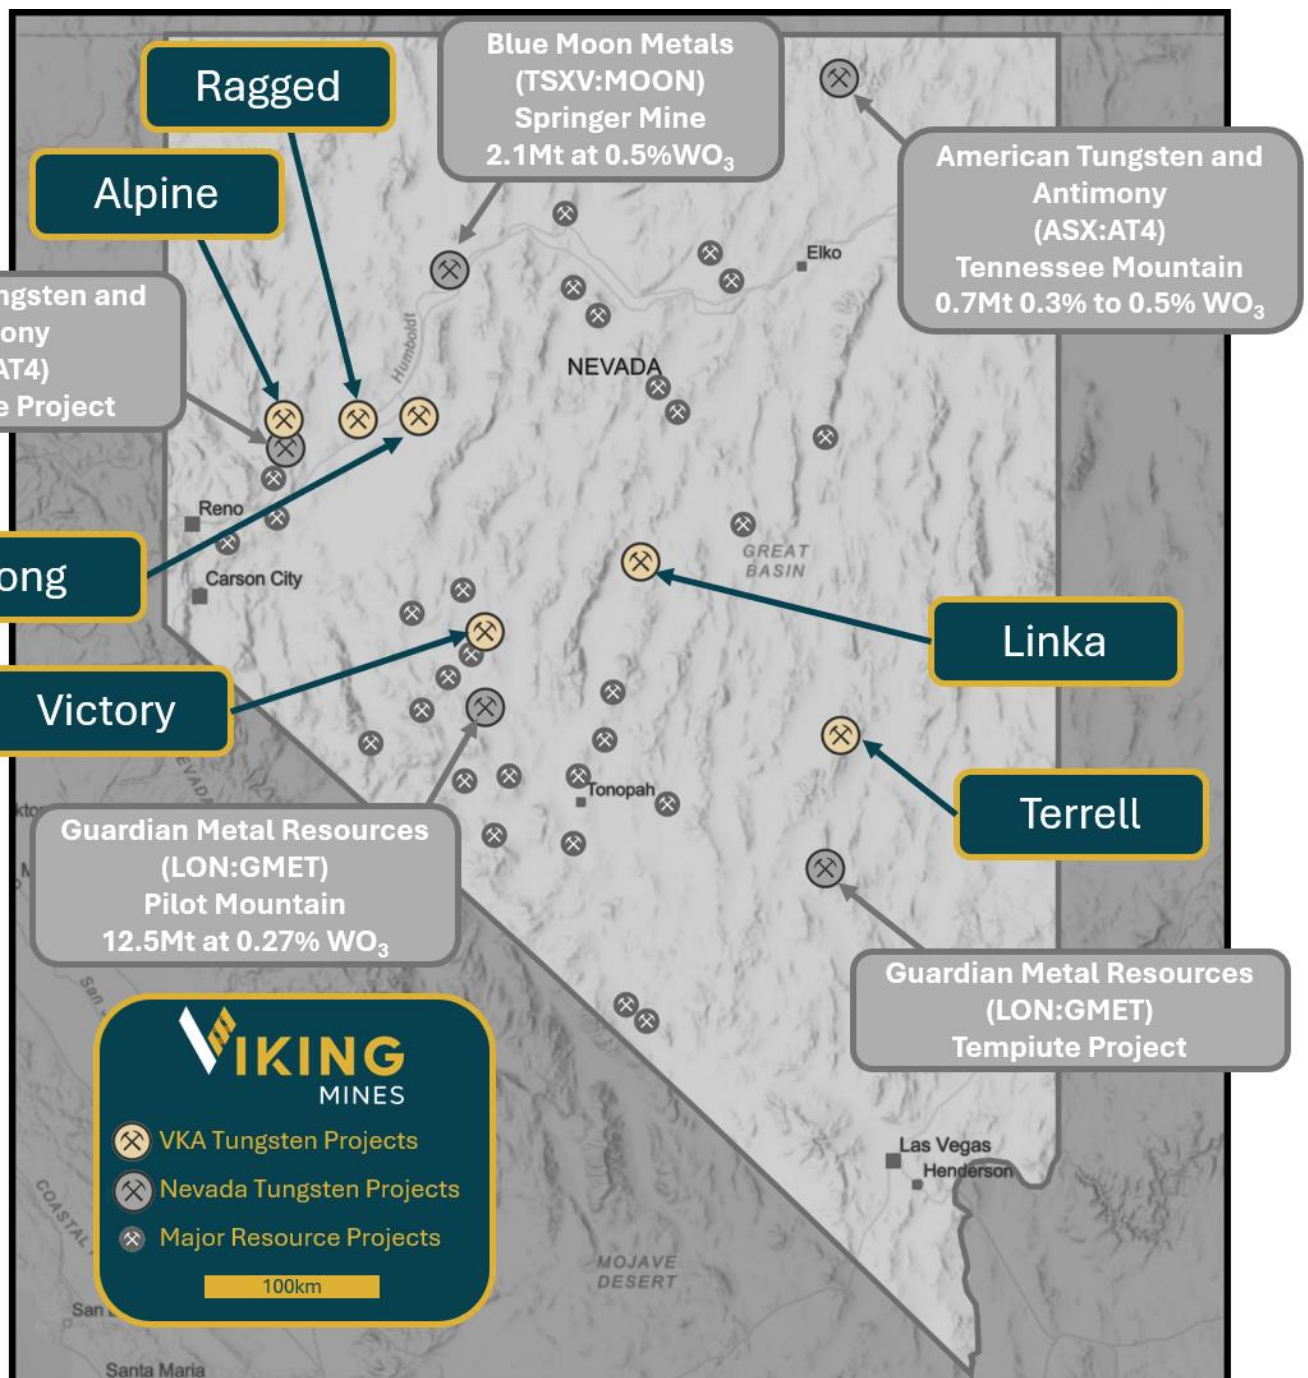 Ragged
Blue Moon Metals
(TSXV:MOON)
Springer Mine
2.1Mt at 0.5%WO₃
Alpine
American Tungsten and
Antimony
(ASX:AT4)
Tennessee Mountain
0.7Mt 0.3% to 0.5% WO₃
Elko
ngsten and
ony
AT4)
e Project
Humboldt
NEVADA
Reno
GREAT
BASIN
ong
Carson City
Linka
Victory
NEVADA
Tonopah
Terrell
Guardian Metal Resources
(LON:GMET)
Pilot Mountain
12.5Mt at 0.27% WO₃
Guardian Metal Resources
(LON:GMET)
Tempiute Project
San
VIKING
MINES
VKA Tungsten Projects
Nevada Tungsten Projects
Major Resource Projects
100km
Las Vegas
Henderson
COASTAL
MOJAVE
DESERT
San
Santa Maria